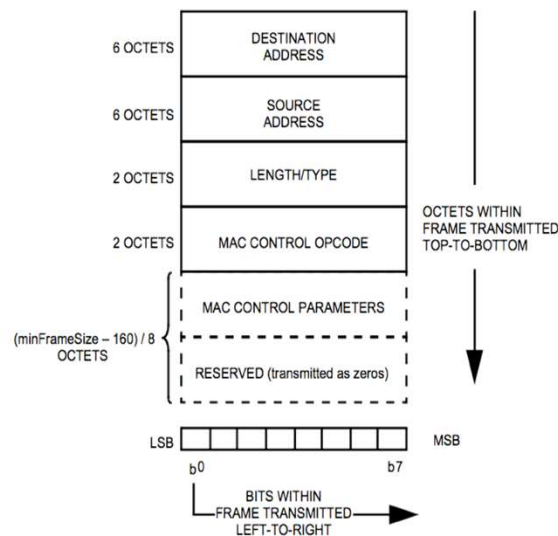 6 OCTETS
DESTINATION
ADDRESS
6 OCTETS
SOURCE
ADDRESS
2 OCTETS
LENGTH/TYPE
2 OCTETS
MAC CONTROL OPCODE
OCTETS WITHIN
FRAME TRANSMITTED
TOP-TO-BOTTOM
(minFrameSize – 160) / 8
OCTETS
MAC CONTROL PARAMETERS
RESERVED (transmitted as zeros)
LSB
MSB
b0
b7
BITS WITHIN
FRAME TRANSMITTED
LEFT-TO-RIGHT